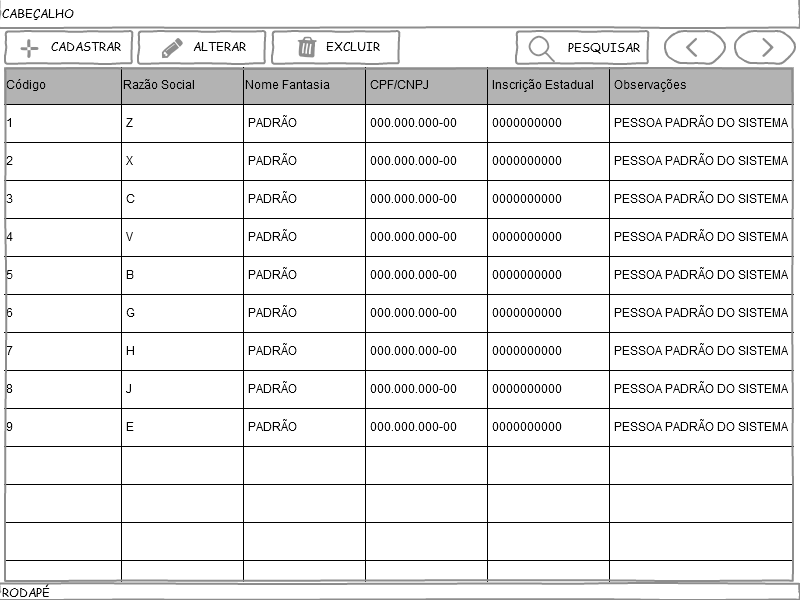 CABEÇALHO
CADASTRAR ALTERAR EXCLUIR PESQUISAR
Código Razão Social Nome Fantasia CPF/CNPJ Inscrição Estadual Observações
1 Z PADRÃO 000.000.000-00 0000000000 PESSOA PADRÃO DO SISTEMA
2 X PADRÃO 000.000.000-00 0000000000 PESSOA PADRÃO DO SISTEMA
3 C PADRÃO 000.000.000-00 0000000000 PESSOA PADRÃO DO SISTEMA
4 V PADRÃO 000.000.000-00 0000000000 PESSOA PADRÃO DO SISTEMA
5 B PADRÃO 000.000.000-00 0000000000 PESSOA PADRÃO DO SISTEMA
6 G PADRÃO 000.000.000-00 0000000000 PESSOA PADRÃO DO SISTEMA
7 H PADRÃO 000.000.000-00 0000000000 PESSOA PADRÃO DO SISTEMA
8 J PADRÃO 000.000.000-00 0000000000 PESSOA PADRÃO DO SISTEMA
9 E PADRÃO 000.000.000-00 0000000000 PESSOA PADRÃO DO SISTEMA
RODAPÉ